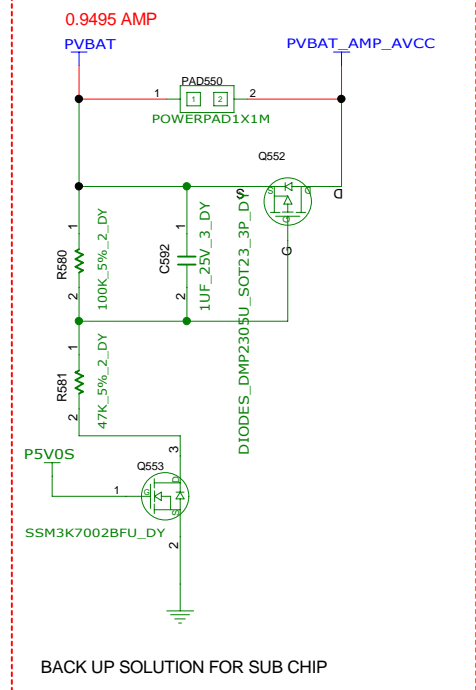 0.9495 AMP
PVBAT
PVBAT_AMP_AVCC
PAD550
1
1
2
2
POWERPAD1X1M
Q552
S
S
D
D
G
G
DIODES_DMP2305U_SOT23_3P_DY
1
R580
2
100K_5%_2_DY
1
C592
2
1UF_25V_3_DY
1
R581
2
47K_5%_2_DY
P5V0S
3
Q553
D
1
G
S
SSM3K7002BFU_DY
2
BACK UP SOLUTION FOR SUB CHIP